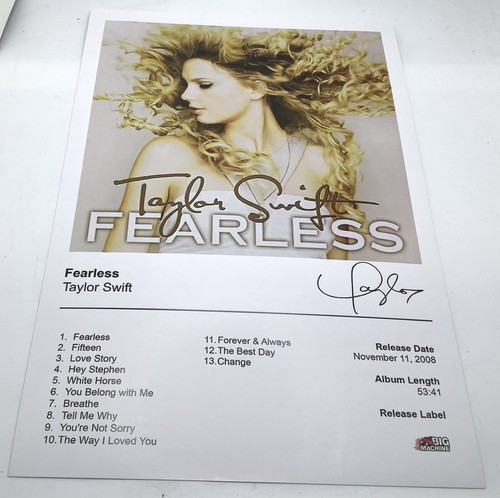 Taylor Swift
FEARLESS
Fearless
Taylor Swift
Taylor
1. Fearless
2. Fifteen
3. Love Story
4. Hey Stephen
5. White Horse
6. You Belong with Me
7. Breathe
8. Tell Me Why
9. You're Not Sorry
10.The Way I Loved You
11. Forever & Always
12.The Best Day
13.Change
Release Date
November 11, 2008
Album Length
53:41
Release Label
BIG
MACHINE